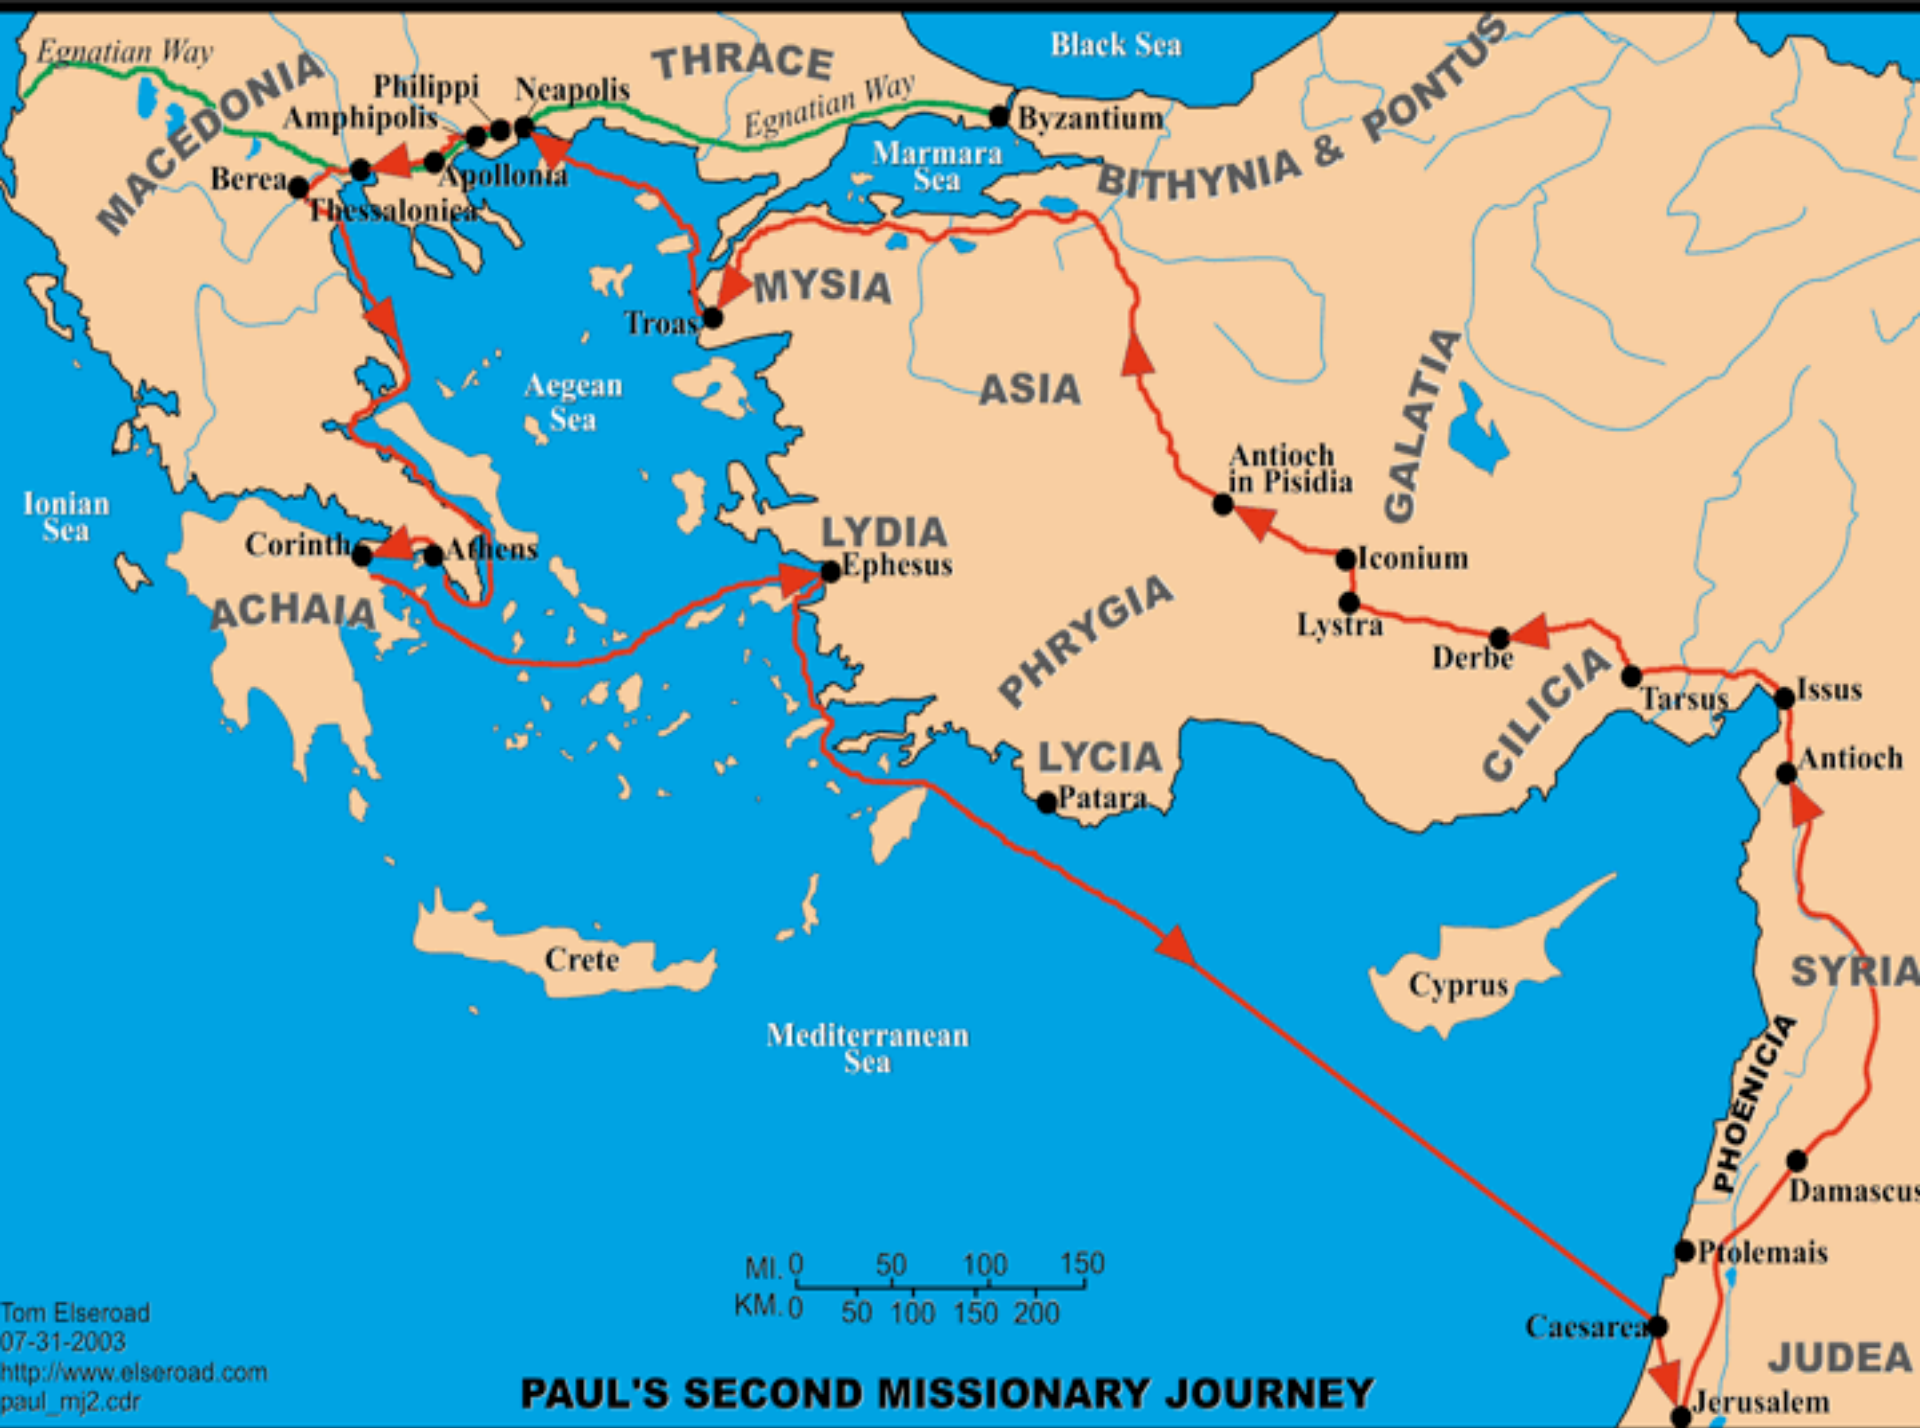 Egnatian Way
MACEDONIA
Philippi
Neapolis
THRACE
Black Sea
Amphipolis
Egnatian Way
Byzantium
BITHYNIA & PONTUS
Marmara
Sea
Berea
Apollonia
Thessalonica
MYSIA
Troas
Aegean
Sea
ASIA
GALATIA
Antioch
in Pisidia
Ionian
Sea
Corinth
Athens
LYDIA
Ephesus
Iconium
ACHAIA
PHRYGIA
Lystra
Derbe
CILICIA
Tarsus
Issus
LYCIA
Patara
Antioch
Crete
Cyprus
SYRIA
Mediterranean
Sea
PHOENICIA
Damascus
Ptolemais
MI. 0 50 100 150
KM. 0 50 100 150 200
Caesarea
JUDEA
Jerusalem
Tom Elseroad
07-31-2003
http://www.elseroad.com
paul_mj2.cdr
PAUL'S SECOND MISSIONARY JOURNEY